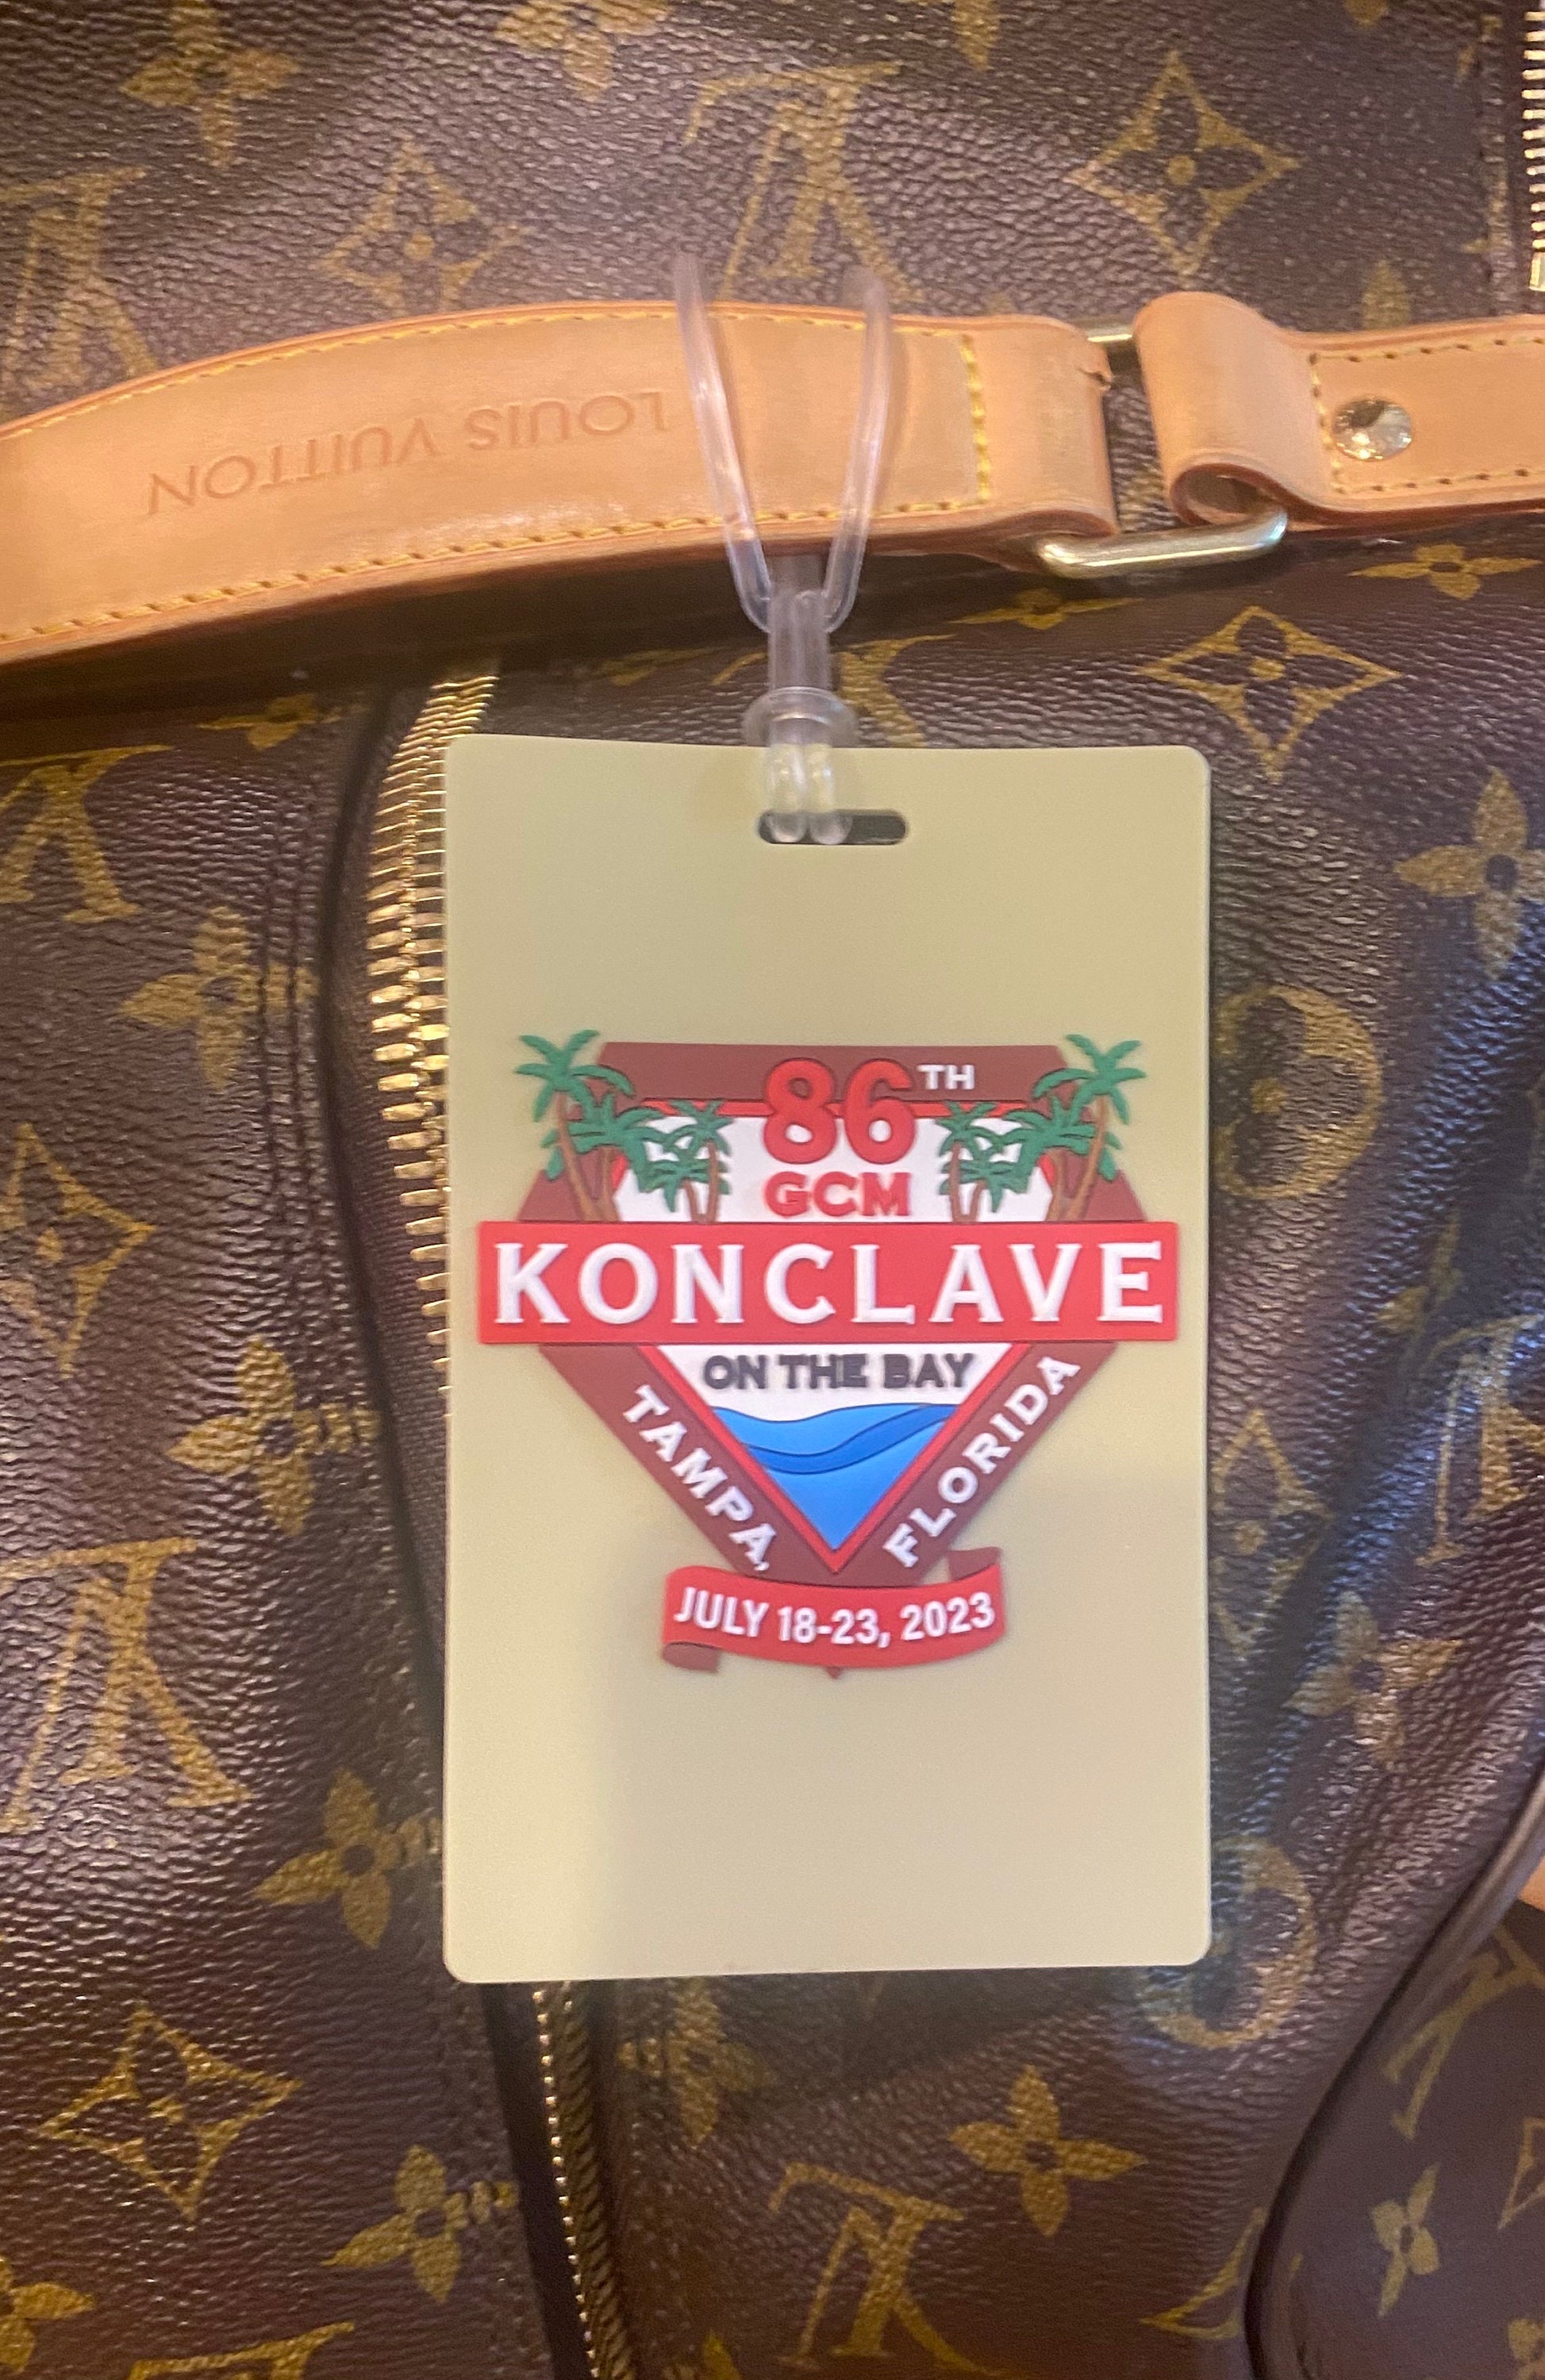 LOUIS VUITTON
86TH
GCM
KONCLAVE
ON THE BAY
TAMPA,
FLORIDA
JULY 18-23, 2023